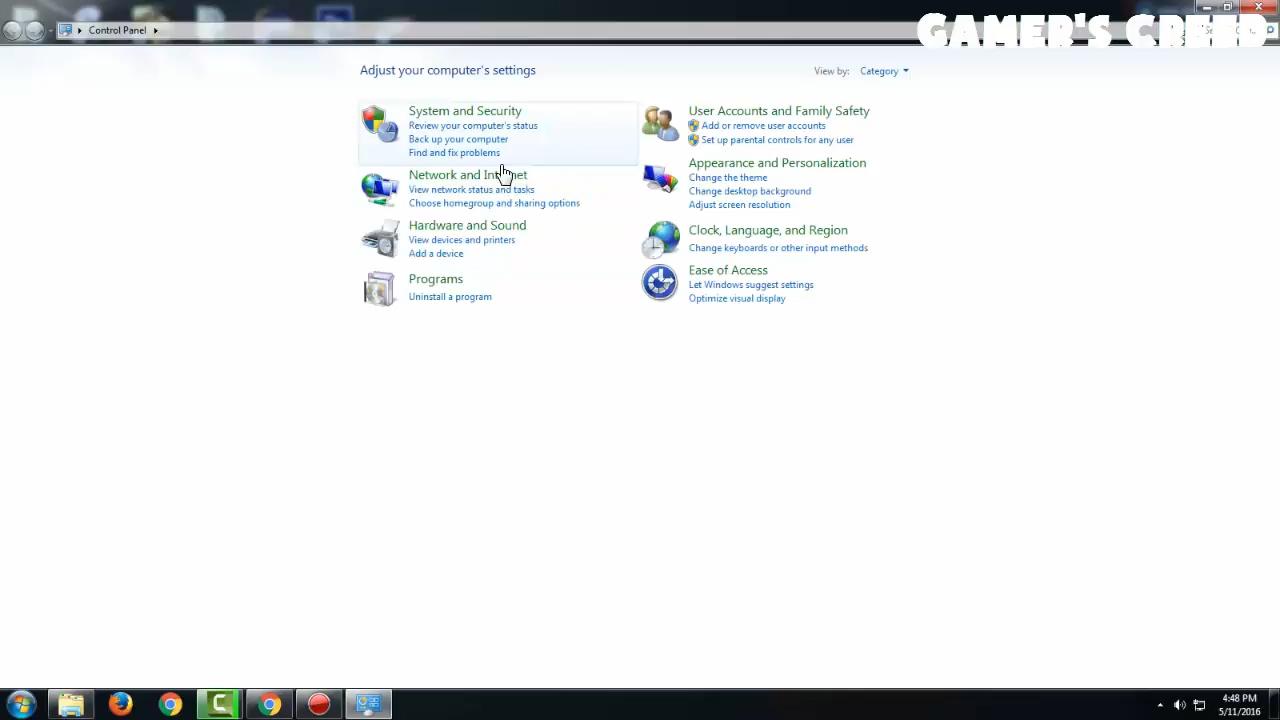 Control Panel
GAMER'S CREED
Adjust your computer's settings
View by: Category
System and Security
Review your computer's status
Back up your computer
Find and fix problems
Network and Internet
View network status and tasks
Choose homegroup and sharing options
Hardware and Sound
View devices and printers
Add a device
Programs
Uninstall a program
User Accounts and Family Safety
Add or remove user accounts
Set up parental controls for any user
Appearance and Personalization
Change the theme
Change desktop background
Adjust screen resolution
Clock, Language, and Region
Change keyboards or other input methods
Ease of Access
Let Windows suggest settings
Optimize visual display
4:48 PM
5/11/2016